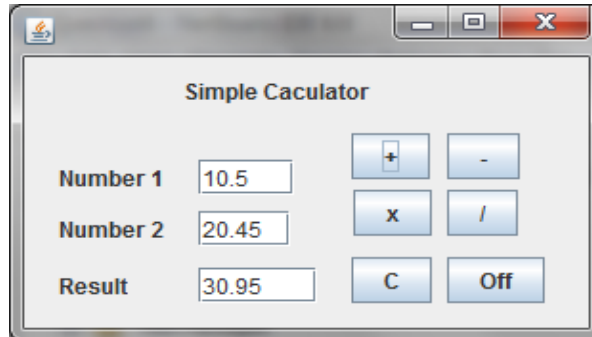 Simple Caculator
Number 1 10.5 + -
Number 2 20.45 x /
Result 30.95 C Off